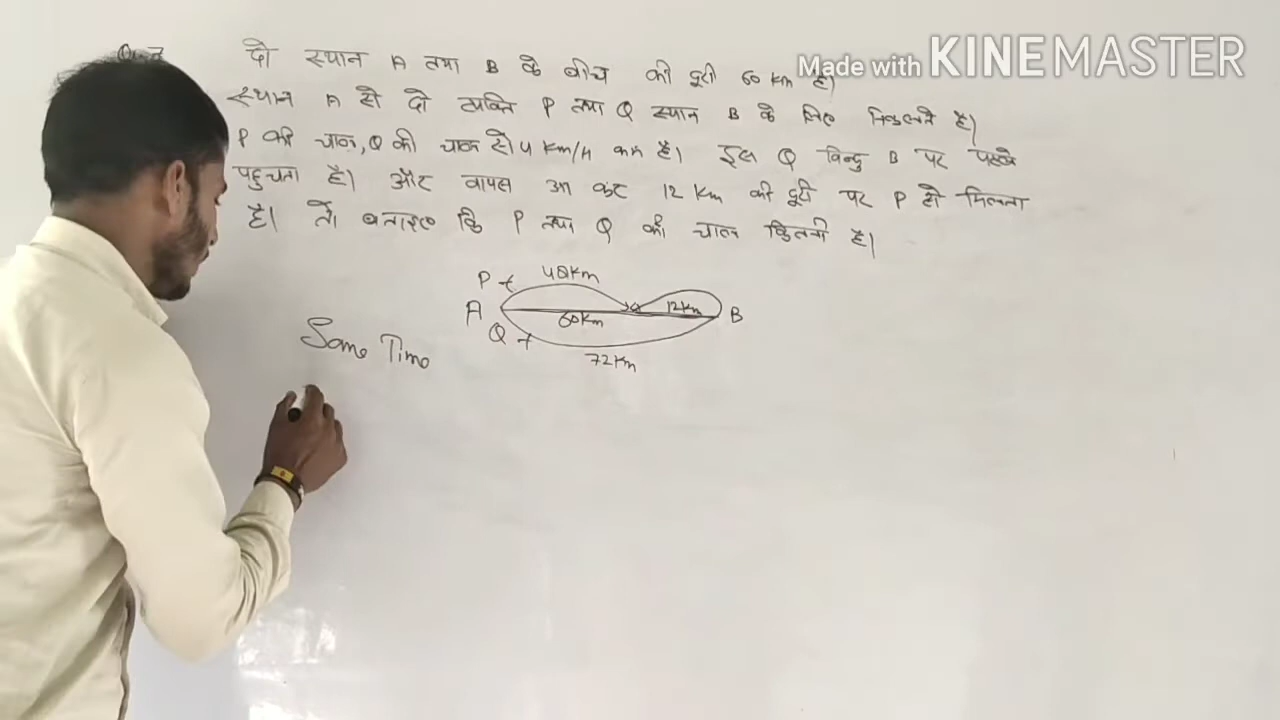 Made with KINEMASTER
दो स्थान A तथा B के बीच की दूरी 60 km है।
स्थान A से दो व्यक्ति P तथा Q स्थान B के लिए निकलते है।
P की चाल, Q की चाल से 4 Km/H कम है। Q बिन्दु B पर पहले
पहुचता है। और वापस आ कर 12 Km की दूरी पर P से मिलता
है। तो बताइए कि P तथा Q की चाल कितनी है।
P 48Km
A 60Km 12Km B
Q
72Km
Same Time